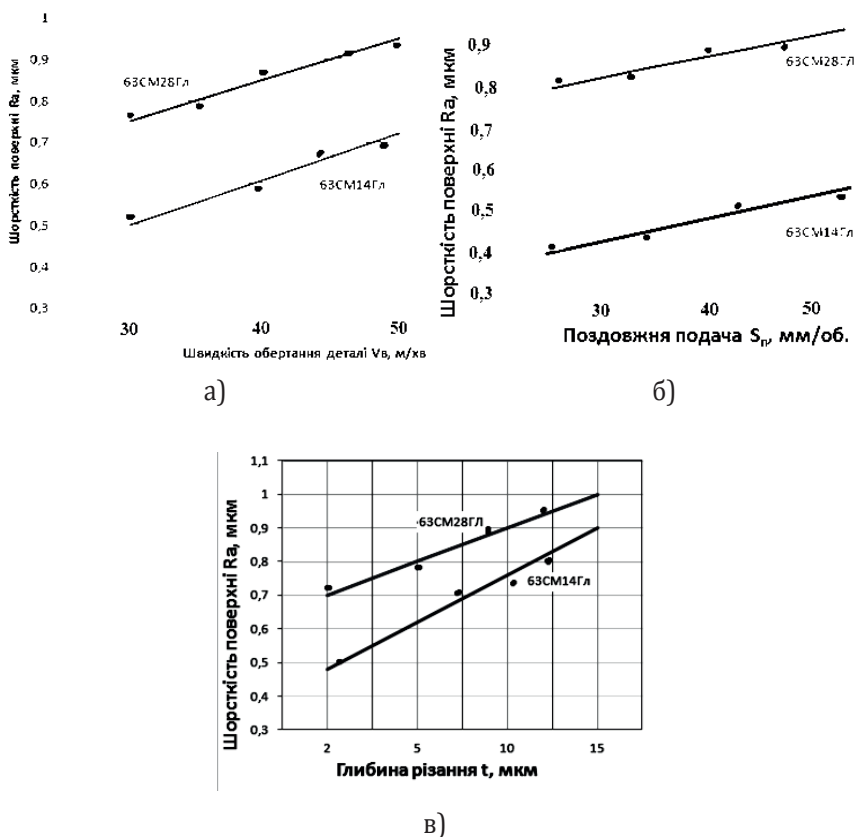 1
0,9
0,8
0,7
0,6
0,5
0,4
0,3
Шорсткість поверхні Ra, мкм
63СМ28Гл
63СМ14Гл
30 40 50
Швидкість обертання деталі Vв, м/хв
а)
0,9
0,8
0,7
0,6
0,5
0,4
0,3
Шорсткість поверхні Ra, мкм
63СМ28Гл
63СМ14Гл
30 40 50
Поздовжня подача Sп, мм/об.
б)
1,1
1
0,9
0,8
0,7
0,6
0,5
0,4
0,3
Шорсткість поверхні Ra, мкм
63СМ28ГЛ
63СМ14Гл
2 5 10 15
Глибина різання t, мкм
в)